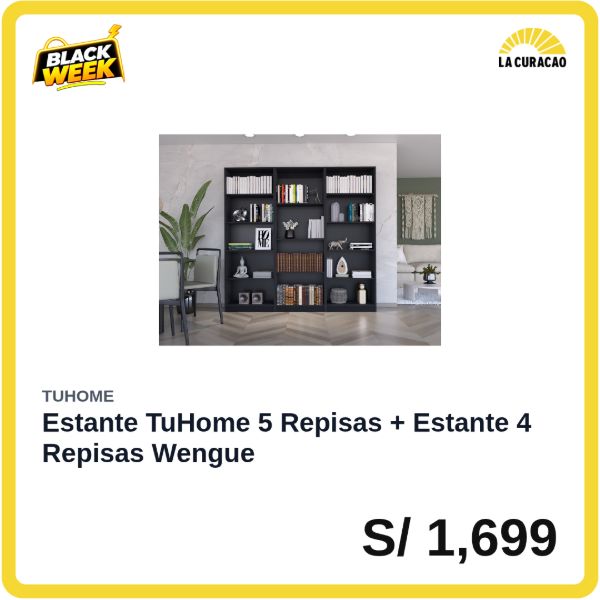 BLACK
WEEK
LA CURACAO
TUHOME
Estante TuHome 5 Repisas + Estante 4
Repisas Wengue
S/ 1,699